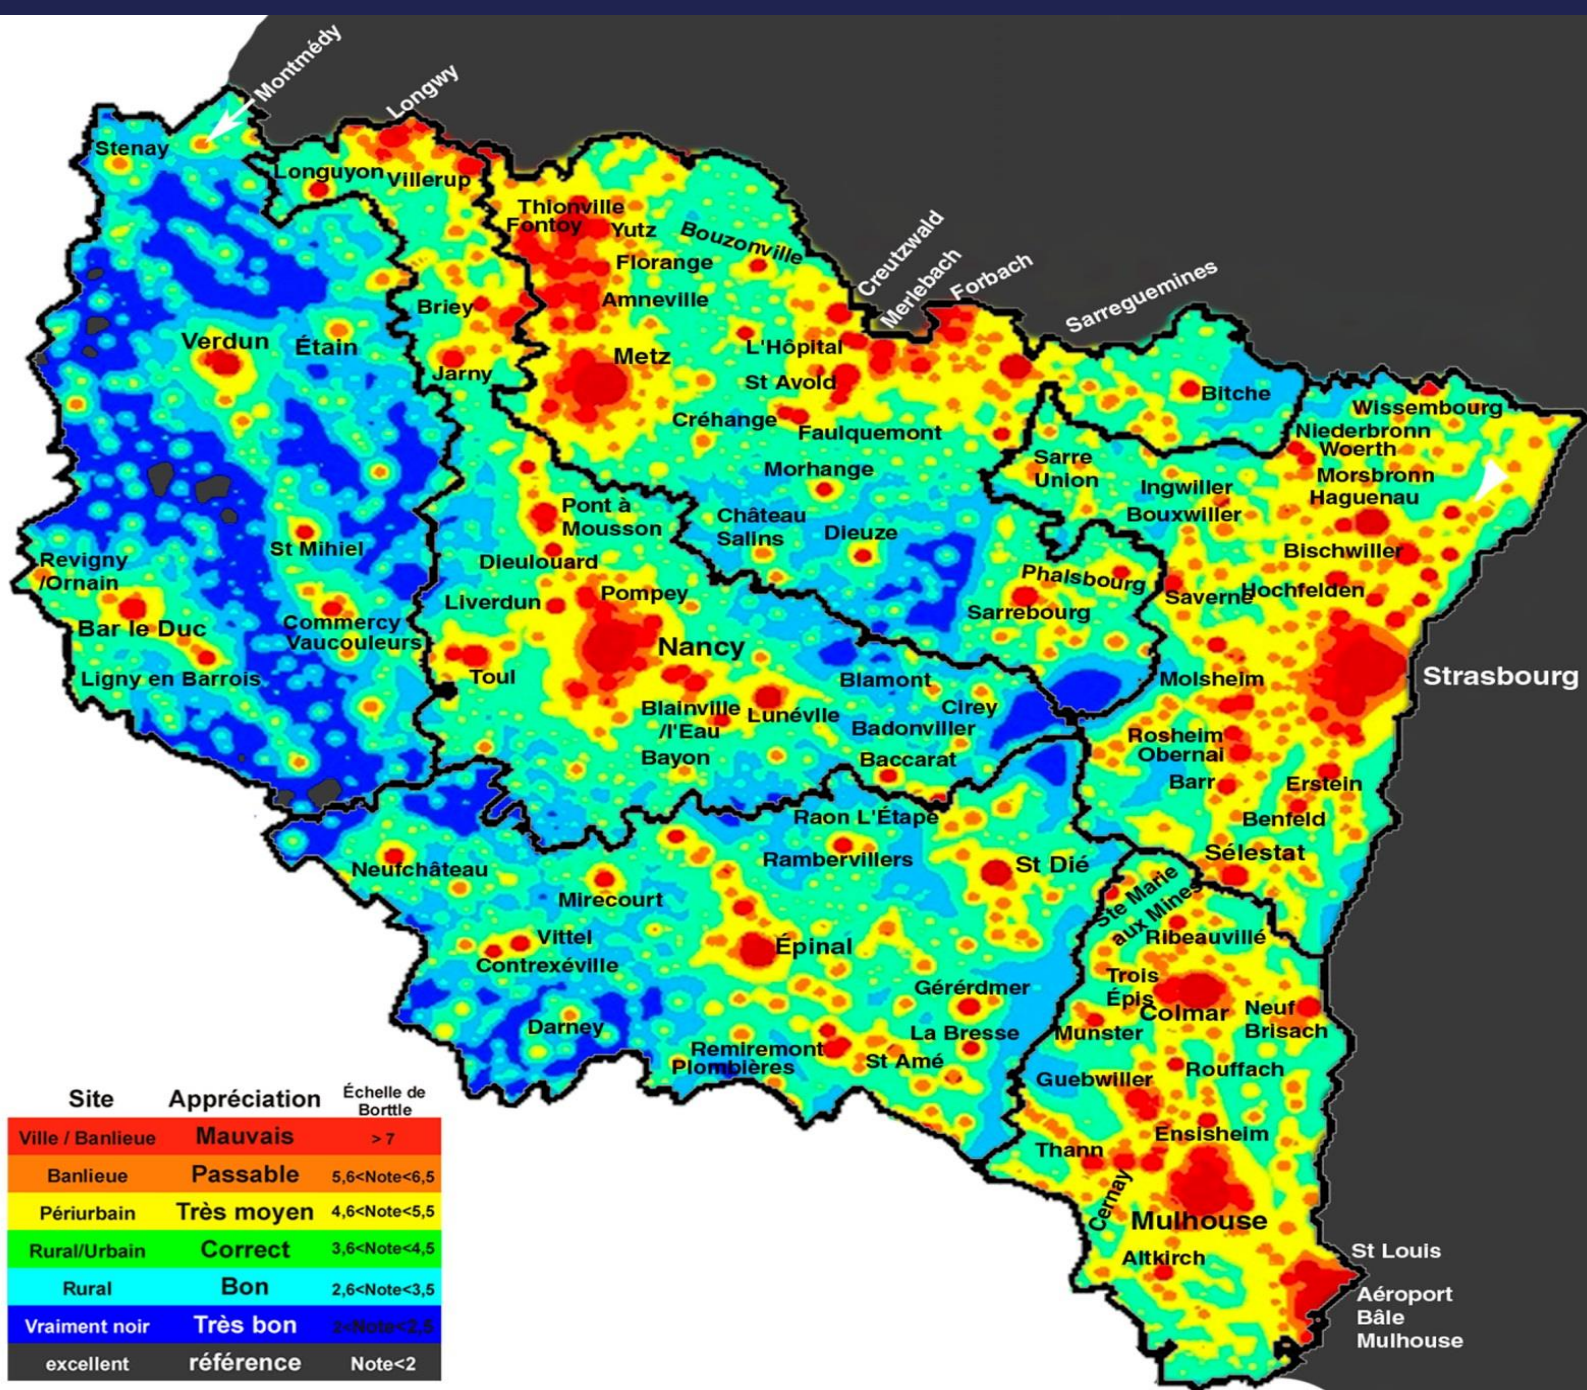 Montmédy
Longwy
Stenay
Longuyon
Villerup
Thionville
Fontoy
Yutz
Bouzonville
Florange
Creutzwald
Merlebach
Forbach
Sarreguemines
Amneville
Briey
Verdun
Étain
L'Hôpital
Metz
Jarny
St Avold
Bitche
Wissembourg
Créhange
Faulquemont
Niederbronn
Woerth
Sarre
Union
Morhange
Morsbronn
Ingwiller
Haguenau
Pont à
Mousson
Château
Salins
Bouxwiller
Dieuze
St Mihiel
Bischwiller
Revigny
/Ornain
Dieulouard
Phalsbourg
Saverne
Hochfelden
Liverdun
Pompey
Sarrebourg
Bar le Duc
Commercy
Vaucouleurs
Nancy
Toul
Ligny en Barrois
Blamont
Molsheim
Strasbourg
Blainville
/l'Eau
Lunévlle
Cirey
Badonviller
Rosheim
Obernai
Bayon
Baccarat
Barr
Erstein
Raon L'Étape
Benfeld
Rambervillers
St Dié
Sélestat
Neufchâteau
Mirecourt
Ste Marie
aux Mines
Vittel
Épinal
Ribeauvillé
Contrexéville
Trois
Épis
Gérérdmer
Colmar
Neuf
Brisach
Darney
La Bresse
Munster
Remiremont
Plombières
St Amé
Rouffach
Guebwiller
Ensisheim
Thann
Cernay
Mulhouse
Altkirch
St Louis
Aéroport
Bâle
Mulhouse
Site Appréciation Échelle de
Borttle
Ville / Banlieue Mauvais > 7
Banlieue Passable 5,6<Note<6,5
Périurbain Très moyen 4,6<Note<5,5
Rural/Urbain Correct 3,6<Note<4,5
Rural Bon 2,6<Note<3,5
Vraiment noir Très bon 2<Note<2,5
excellent référence Note<2